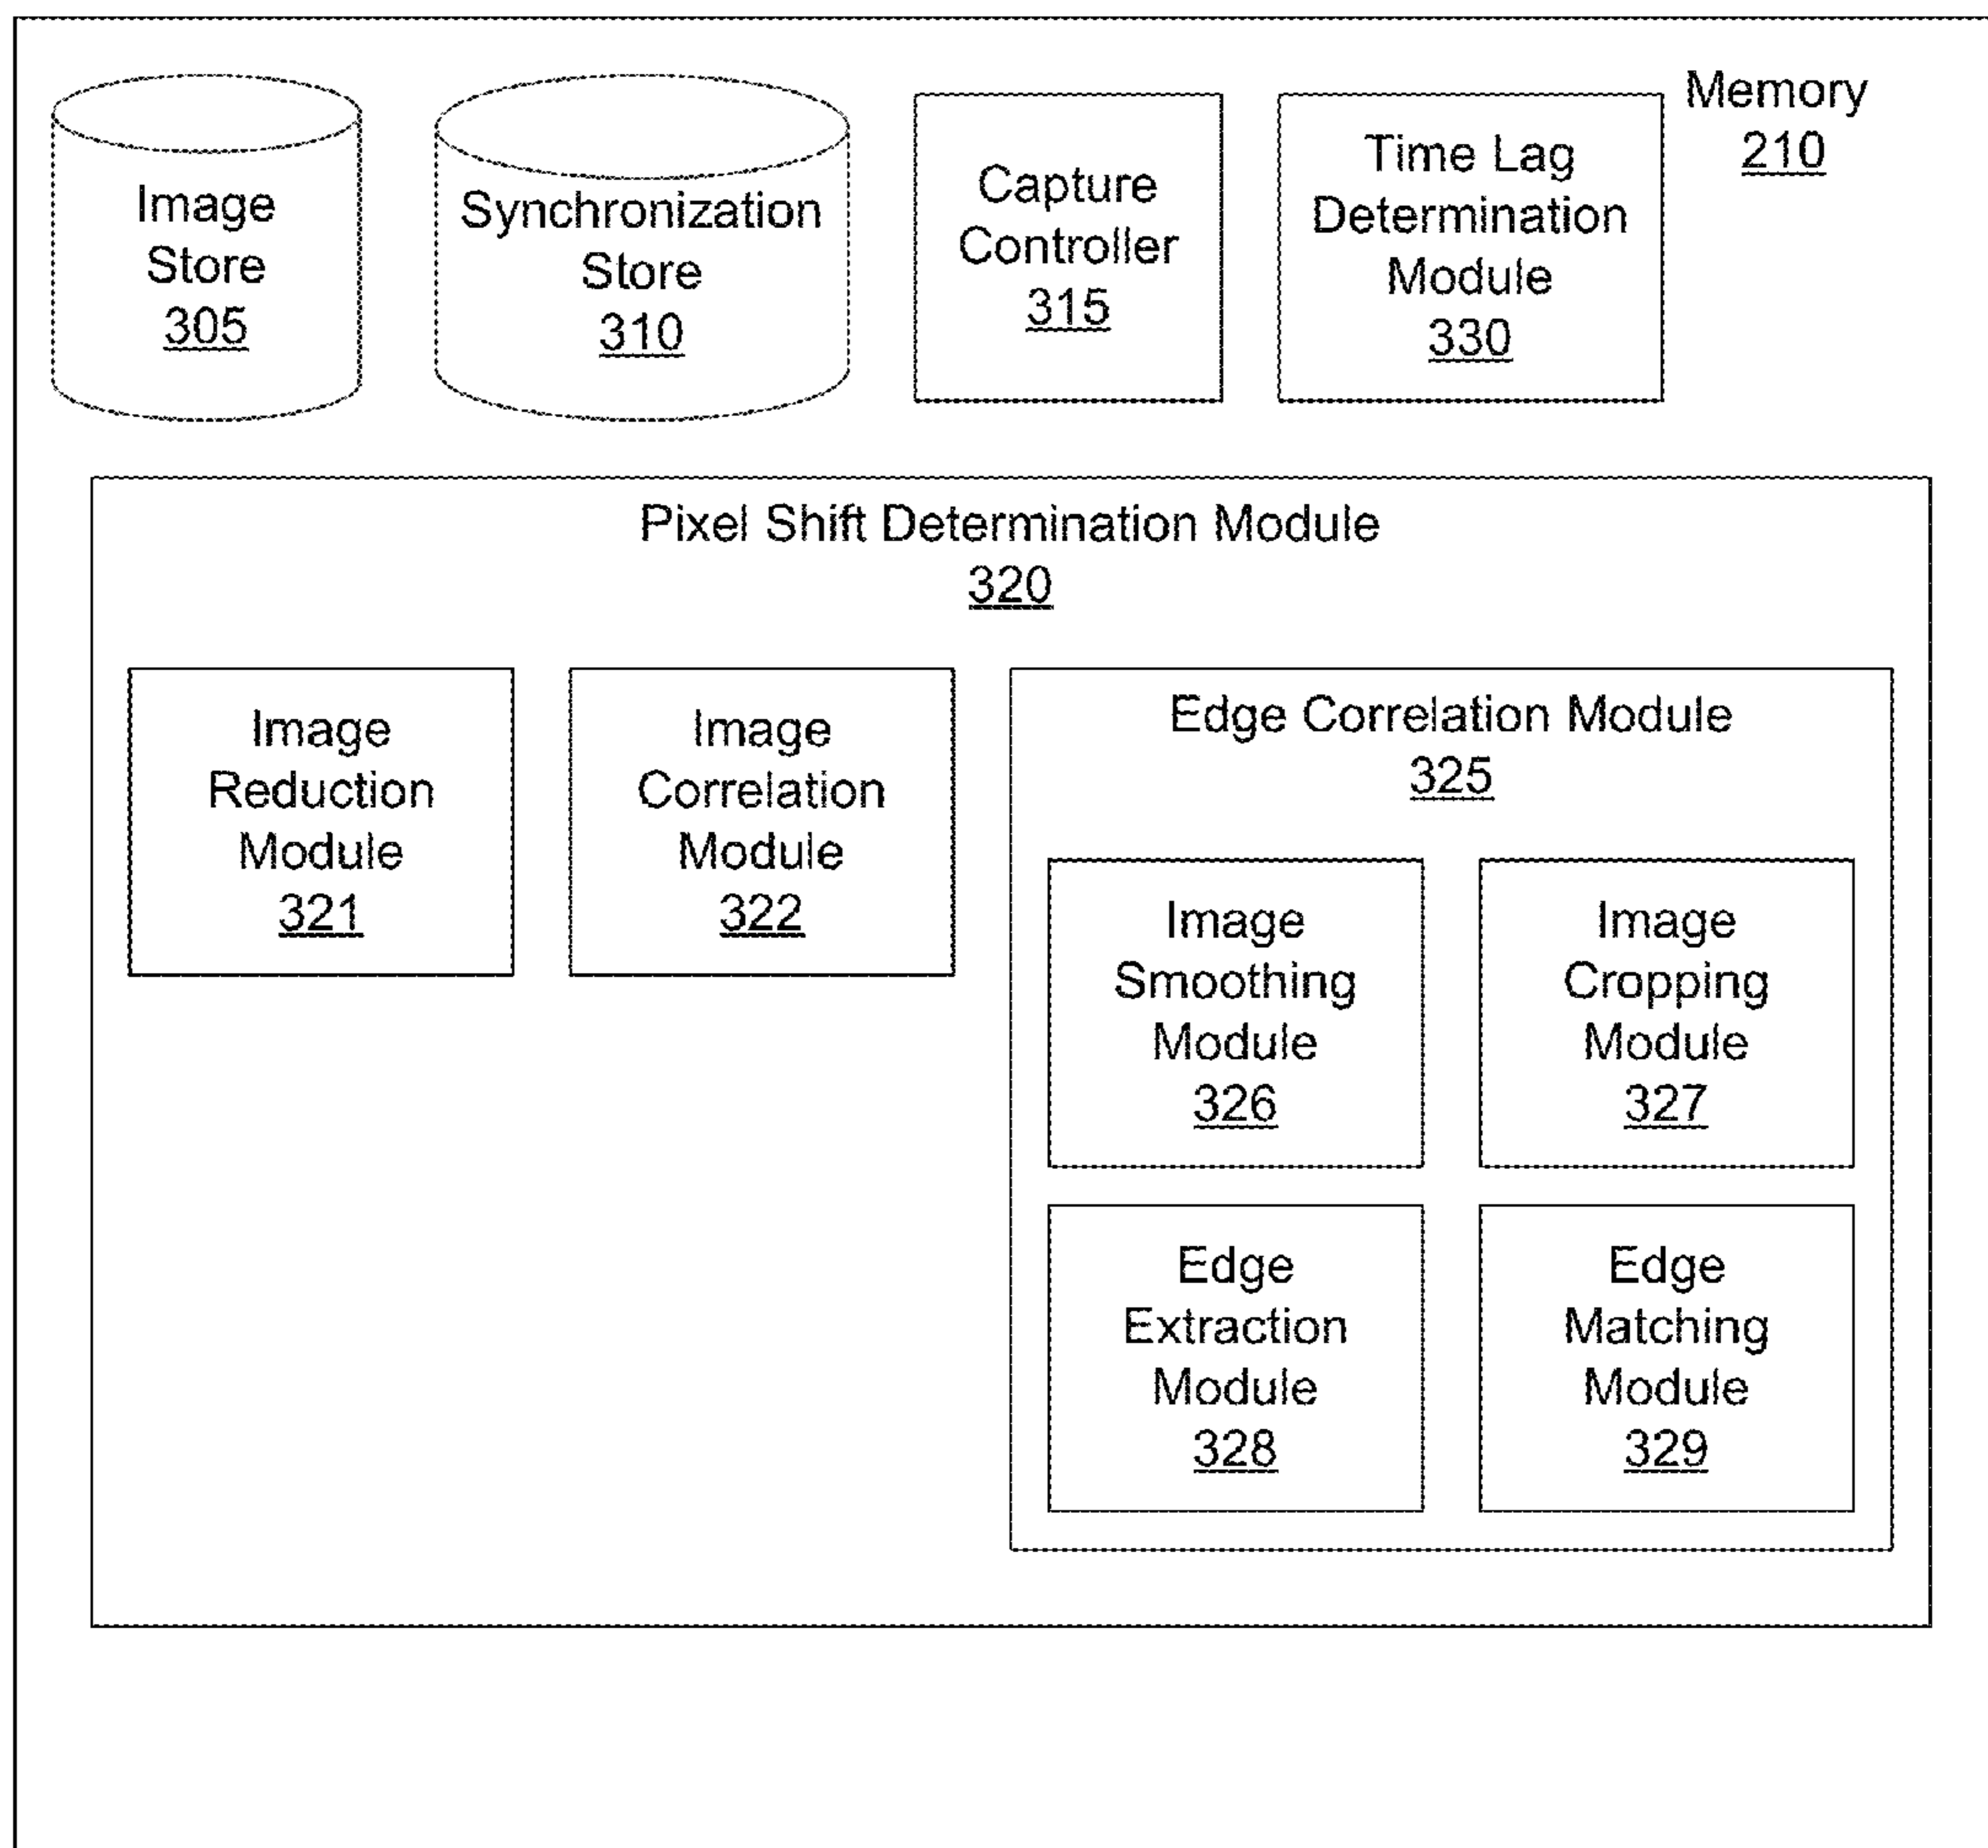 Image
Store
305
Synchronization
Store
310
Capture
Controller
315
Time Lag
Determination
Module
330
Memory
210
Pixel Shift Determination Module
320
Image
Reduction
Module
321
Image
Correlation
Module
322
Edge Correlation Module
325
Image
Smoothing
Module
326
Image
Cropping
Module
327
Edge
Extraction
Module
328
Edge
Matching
Module
329